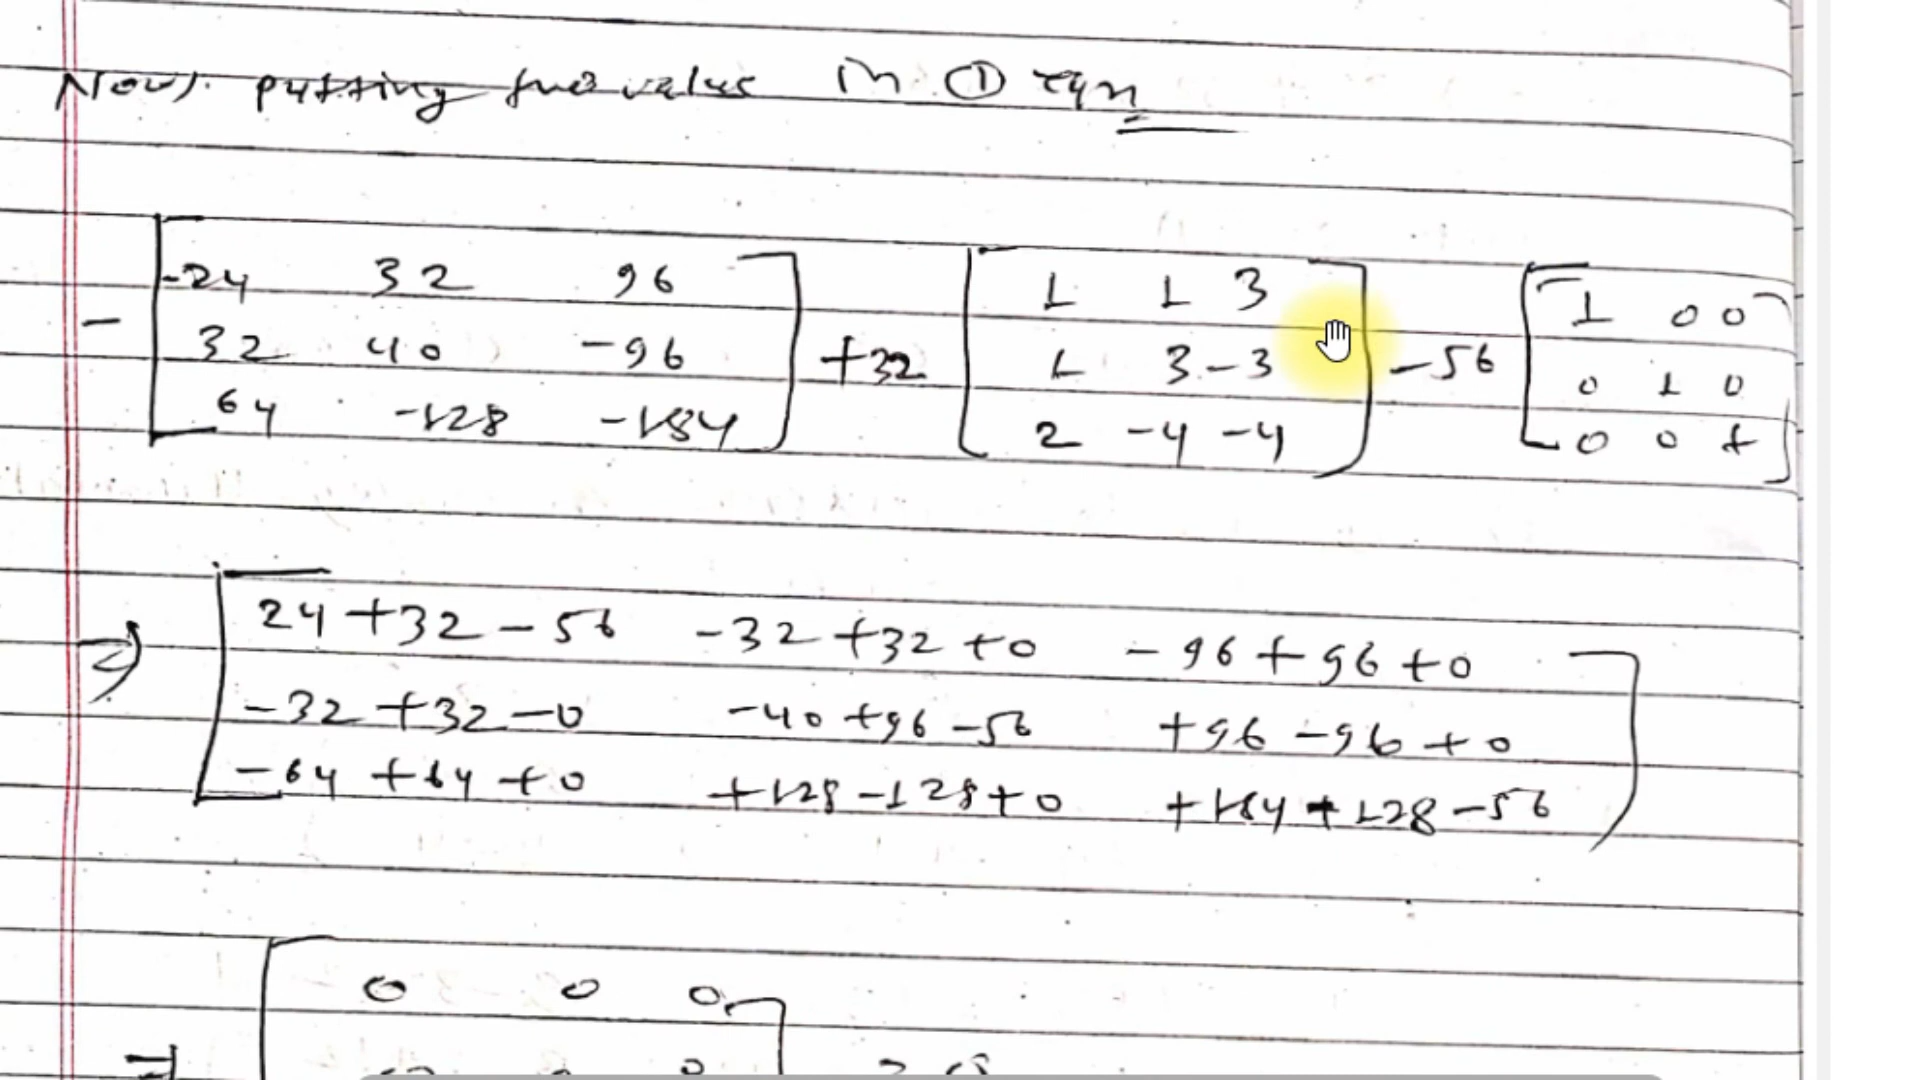 Now. putting the value in ① eqn
- [-24 32 96] +32 [1 1 3] -56 [1 0 0]
[32 40 -96] [1 3 -3] [0 1 0]
[64 -128 -184] [2 -4 -4] [0 0 1]
⇒ [24+32-56 -32+32+0 -96+96+0]
[-32+32-0 -40+96-56 +96-96+0]
[-64+64+0 +128-128+0 +184+128-56]
0 0 0